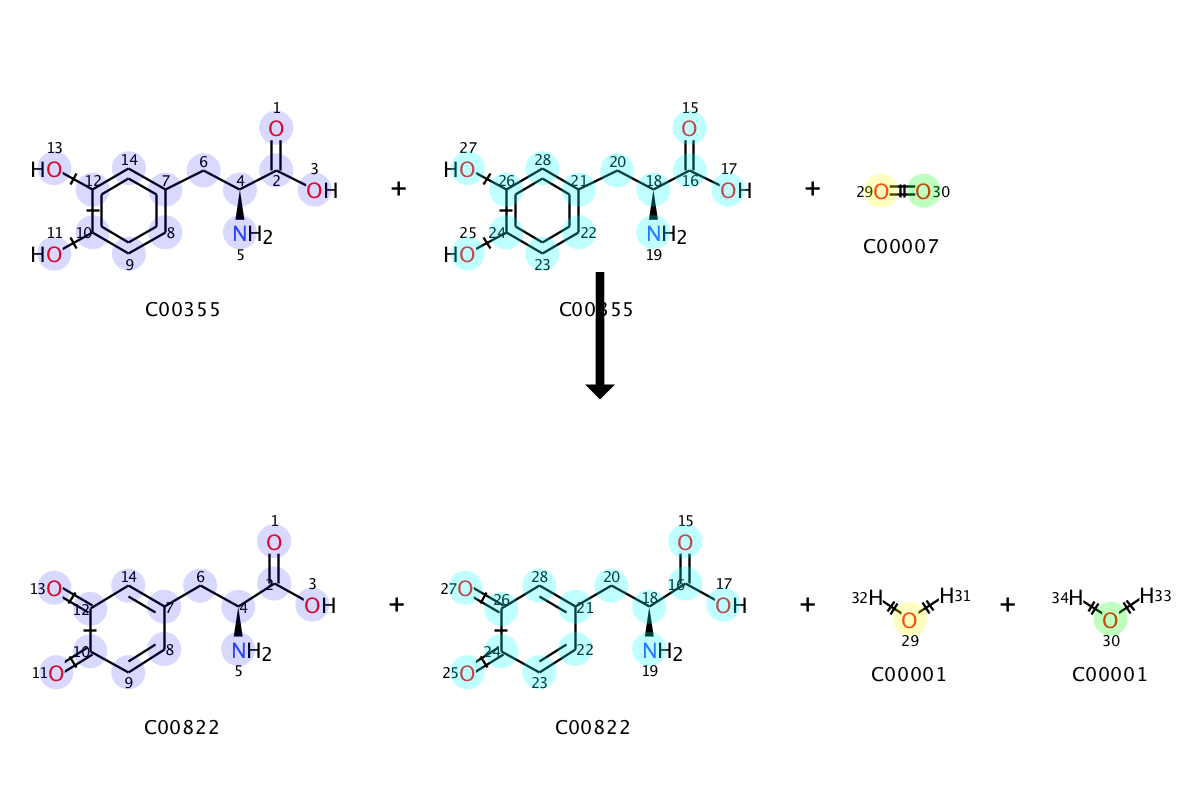 1 15
13 14 6 O 27 28 20 O
HO 12 7 4 2 3 HO 26 21 18 16 17 29 O O 30
OH + OH +
11 10 8 NH2 25 24 22 NH2 C00007
HO 9 5 HO 23 19
C00355 C00355
1 15
O O
13 O 14 6 2 3 27 O 28 20 16 17 32 H H 31 34 H H 33
12 7 4 OH + 26 21 18 OH + O + O
10 8 NH2 24 22 NH2 29 30
11 O 9 5 25 O 23 19 C00001 C00001
C00822 C00822